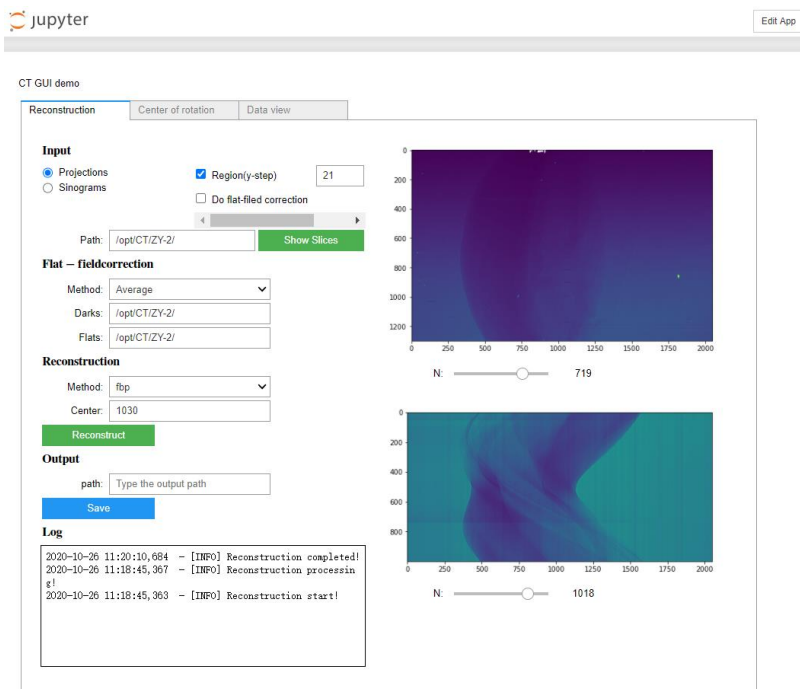 jupyter
Edit App
CT GUI demo
Reconstruction Center of rotation Data view
Input
Projections
Sinograms
Region(y-step) 21
Do flat-filed correction
Path: /opt/CT/ZY-2/ Show Slices
Flat – fieldcorrection
Method: Average
Darks: /opt/CT/ZY-2/
Flats: /opt/CT/ZY-2/
Reconstruction
Method: fbp
Center: 1030
Reconstruct
Output
path: Type the output path
Save
Log
2020-10-26 11:20:10,684 - [INFO] Reconstruction completed!
2020-10-26 11:18:45,367 - [INFO] Reconstruction processin
g!
2020-10-26 11:18:45,363 - [INFO] Reconstruction start!
0
200
400
600
800
1000
1200
0 250 500 750 1000 1250 1500 1750 2000
N: 719
0
200
400
600
800
0 250 500 750 1000 1250 1500 1750 2000
N: 1018